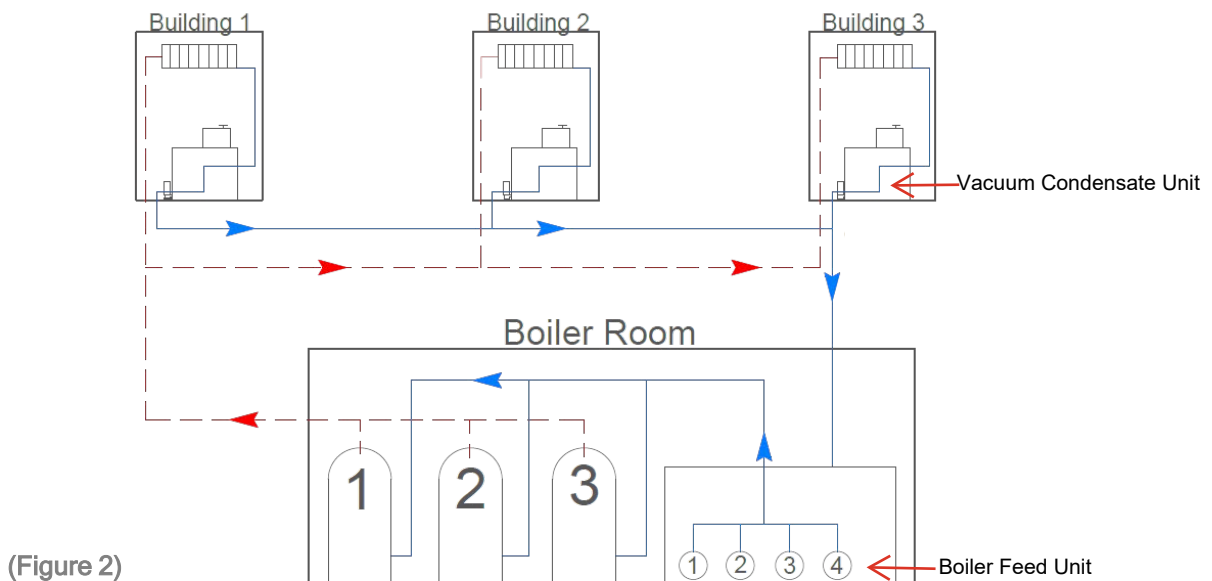 Building 1
Building 2
Building 3
Vacuum Condensate Unit
Boiler Room
1
2
3
1
2
3
4
(Figure 2)
Boiler Feed Unit